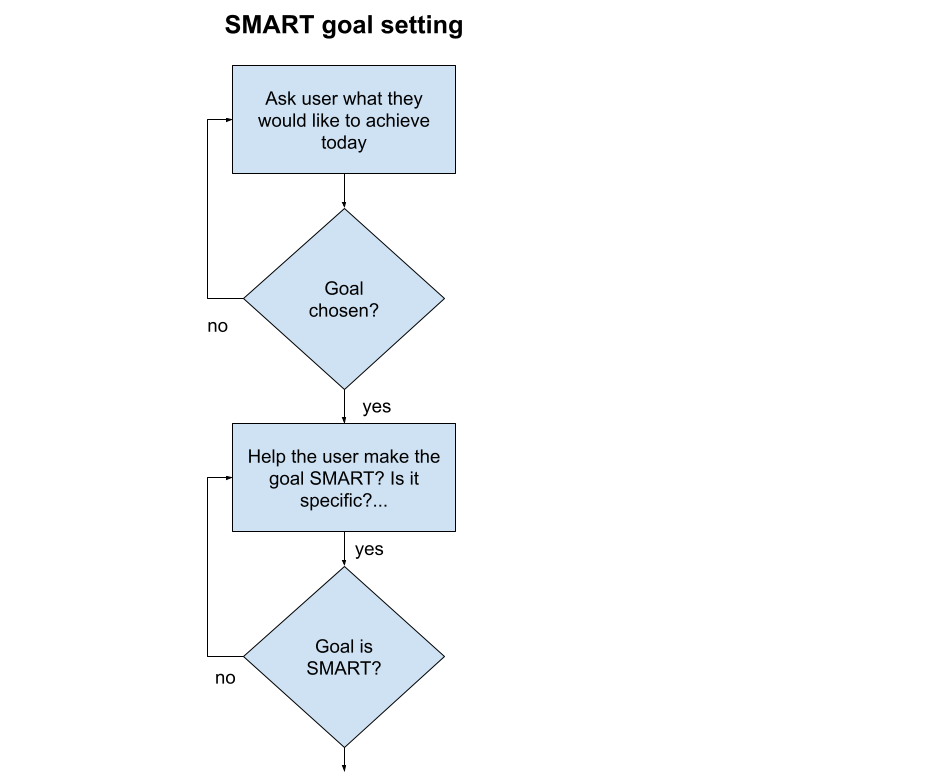 SMART goal setting
Ask user what they
would like to achieve
today
Goal
chosen?
no
yes
Help the user make the
goal SMART? Is it
specific?...
yes
Goal is
SMART?
no